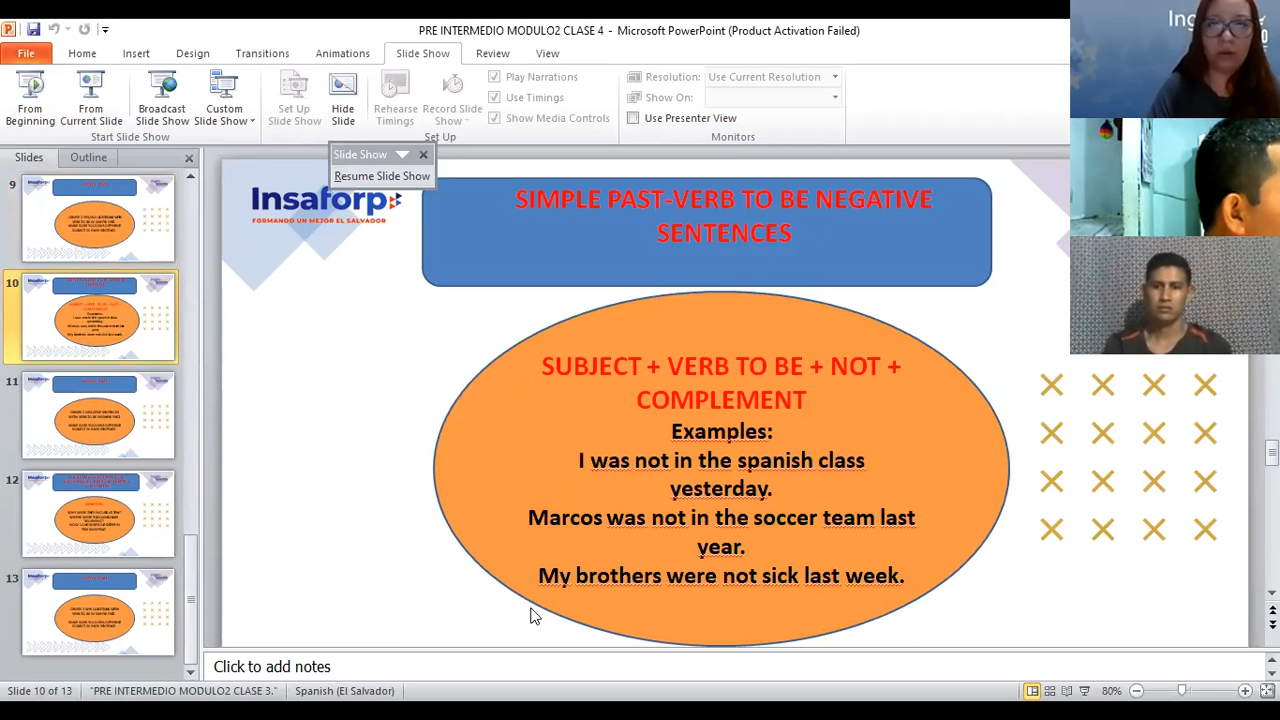 PRE INTERMEDIO MODULO2 CLASE 4 - Microsoft PowerPoint (Product Activation Failed)
File Home Insert Design Transitions Animations Slide Show Review View
From Beginning
From Current Slide
Broadcast Slide Show
Custom Slide Show
Set Up Slide Show
Hide Slide
Rehearse Timings
Record Slide Show
Play Narrations
Use Timings
Show Media Controls
Resolution: Use Current Resolution
Show On:
Use Presenter View
Start Slide Show
Set Up
Monitors
Slide Show
Resume Slide Show
Slides Outline
9
10
11
12
13
Insaforp
FORMANDO UN MEJOR EL SALVADOR
SIMPLE PAST-VERB TO BE NEGATIVE
SENTENCES
SUBJECT + VERB TO BE + NOT +
COMPLEMENT
Examples:
I was not in the spanish class
yesterday.
Marcos was not in the soccer team last
year.
My brothers were not sick last week.
Click to add notes
Slide 10 of 13 "PRE INTERMEDIO MODULO2 CLASE 3." Spanish (El Salvador) 80%